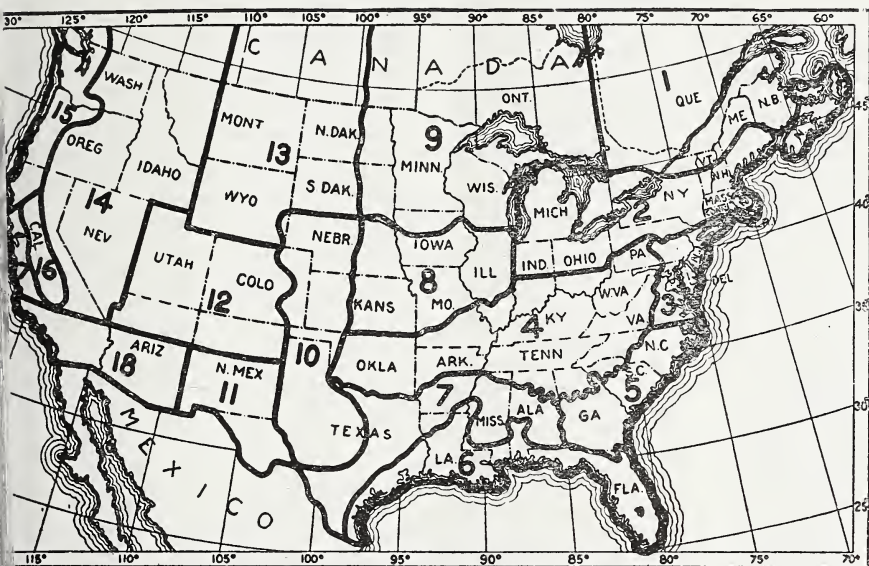 30° 125° 120° 115° 110° 105° 100° 95° 90° 85° 80° 75° 70° 65° 60°
C A N A D A
1
QUE
N.B.
ME
45°
ONT.
WASH
15
OREG
IDAHO
MONT
13
N.DAK.
9
MINN.
WIS.
MICH
VT.
N.H.
MASS
NY
2
40°
WYO
S DAK.
14
NEV
CAL
16
17
UTAH
COLO
12
NEBR.
IOWA
8
ILL
IND.
OHIO
PA
DEL
3
W.VA
VA
35°
KANS
MO.
4
KY
TENN
N.C
S.C.
5
18
ARIZ
N. MEX
11
10
OKLA
ARK.
7
TEXAS
MISS.
ALA
GA
30°
LA.
6
FLA.
25°
M E X I C O
115° 110° 105° 100° 95° 90° 85° 80° 75° 70°